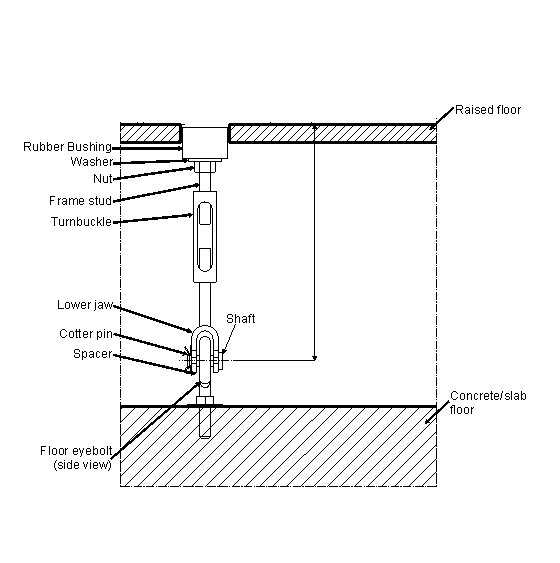 Raised floor
Rubber Bushing
Washer
Nut
Frame stud
Turnbuckle
Lower jaw
Shaft
Cotter pin
Spacer
Concrete/slab
floor
Floor eyebolt
(side view)